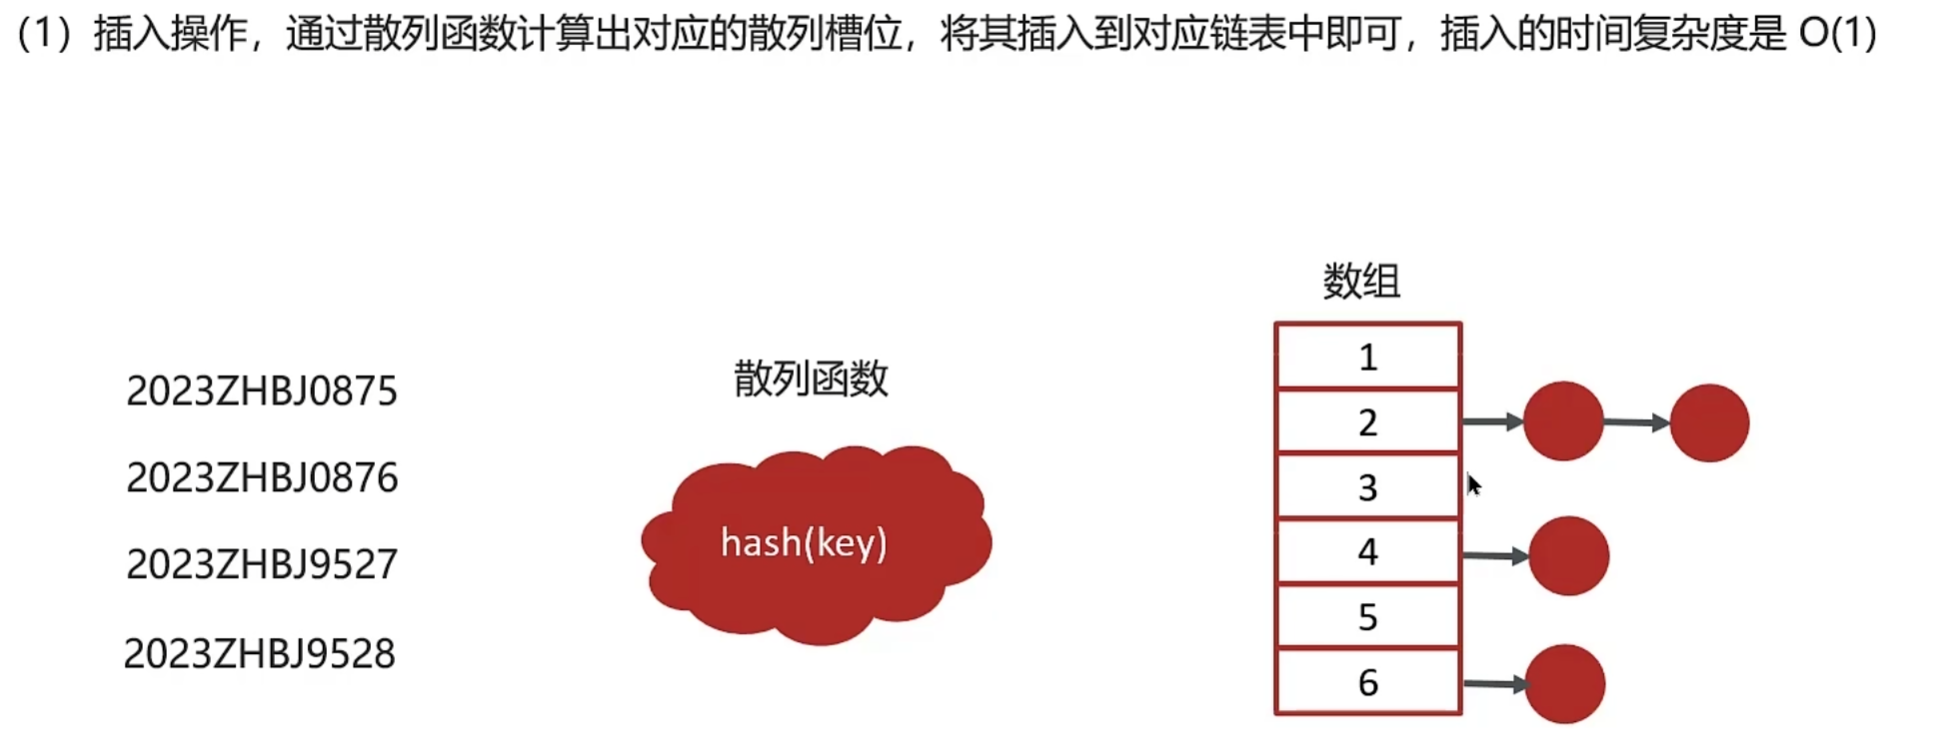 （1）插入操作，通过散列函数计算出对应的散列槽位，将其插入到对应链表中即可，插入的时间复杂度是 O(1)
数组
散列函数
2023ZHBJ0875
2023ZHBJ0876
2023ZHBJ9527
2023ZHBJ9528
hash(key)
1
2
3
4
5
6